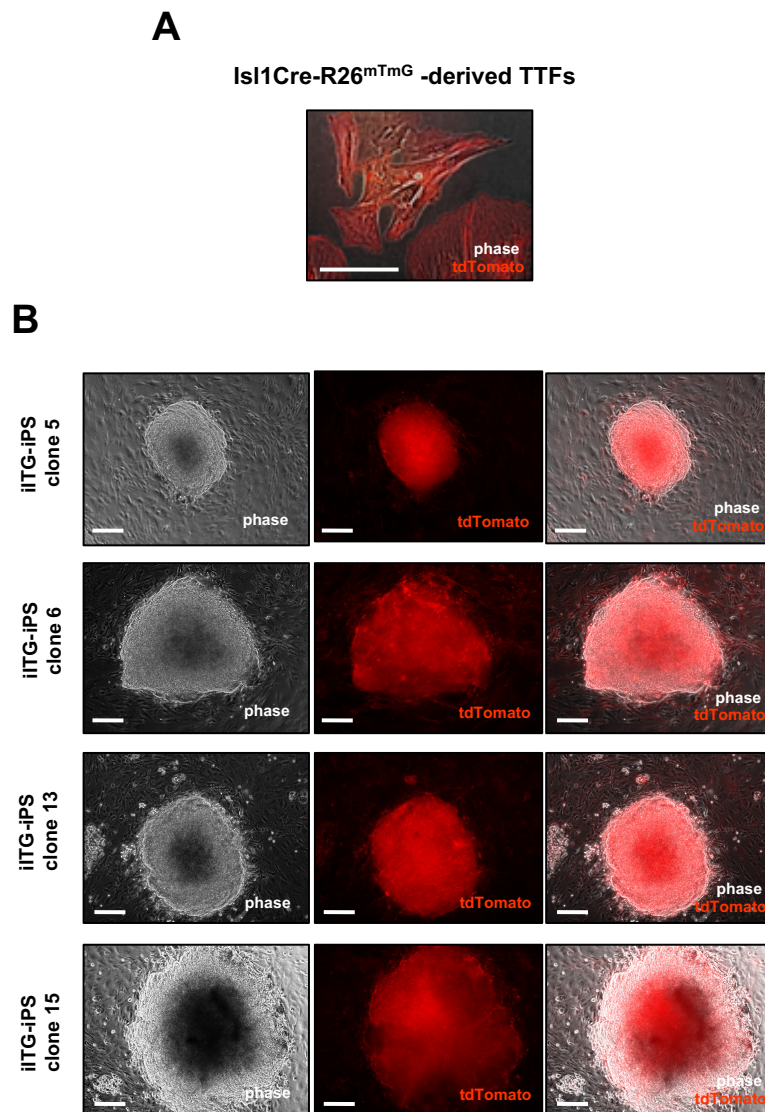 A
Isl1Cre-R26mTmG -derived TTFs
phase
tdTomato
B
iITG-iPS
clone 5
phase
tdTomato
phase
tdTomato
iITG-iPS
clone 6
phase
tdTomato
phase
tdTomato
iITG-iPS
clone 13
phase
tdTomato
phase
tdTomato
iITG-iPS
clone 15
phase
tdTomato
phase
tdTomato